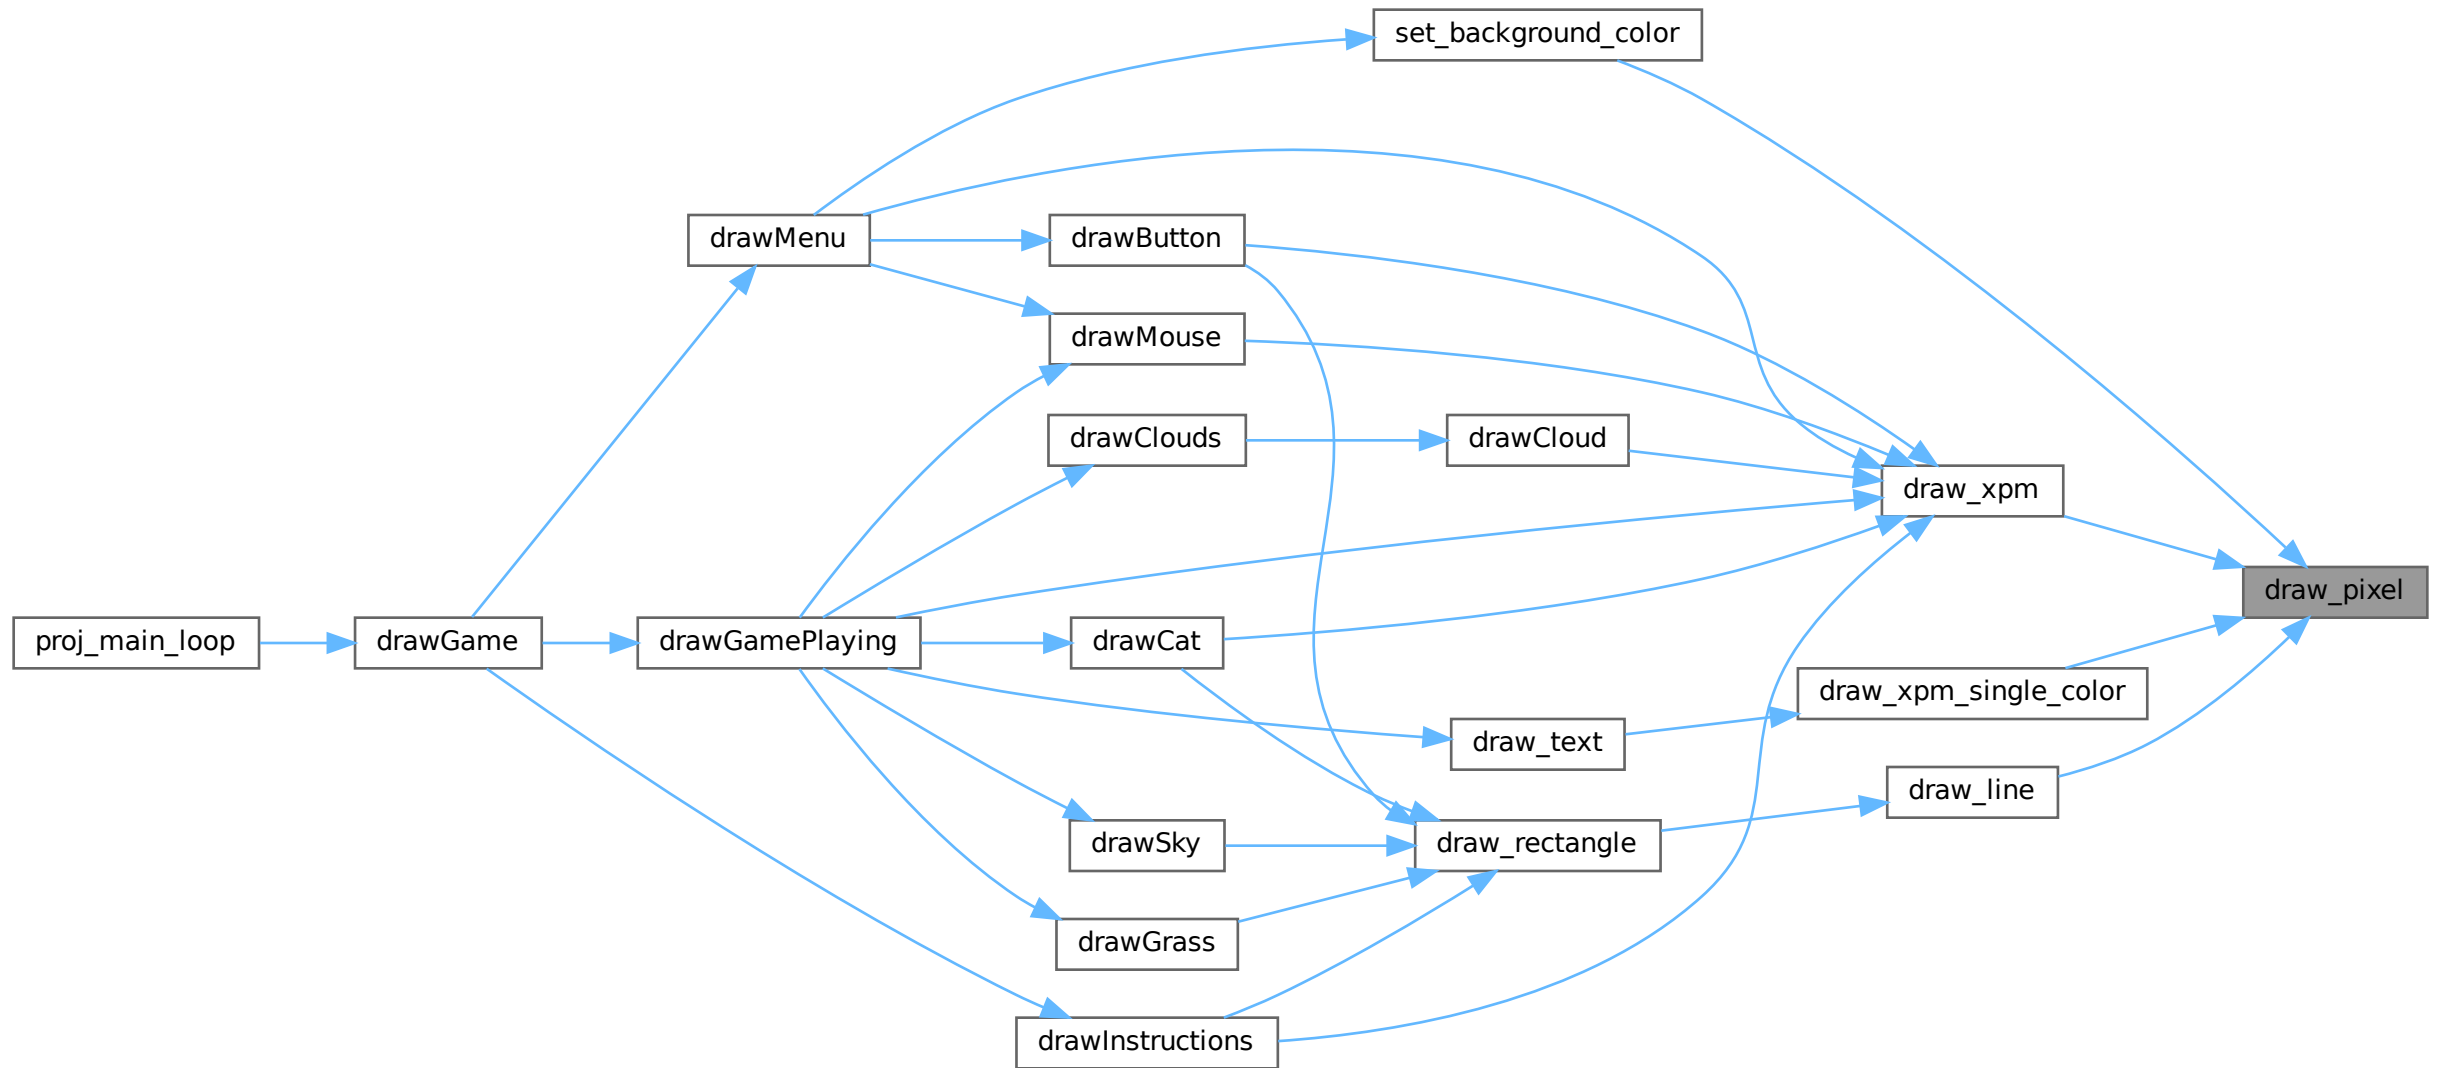 set_background_color
drawMenu
drawButton
drawMouse
drawClouds
drawCloud
draw_xpm
draw_pixel
proj_main_loop
drawGame
drawGamePlaying
drawCat
draw_xpm_single_color
draw_text
draw_line
drawSky
draw_rectangle
drawGrass
drawInstructions